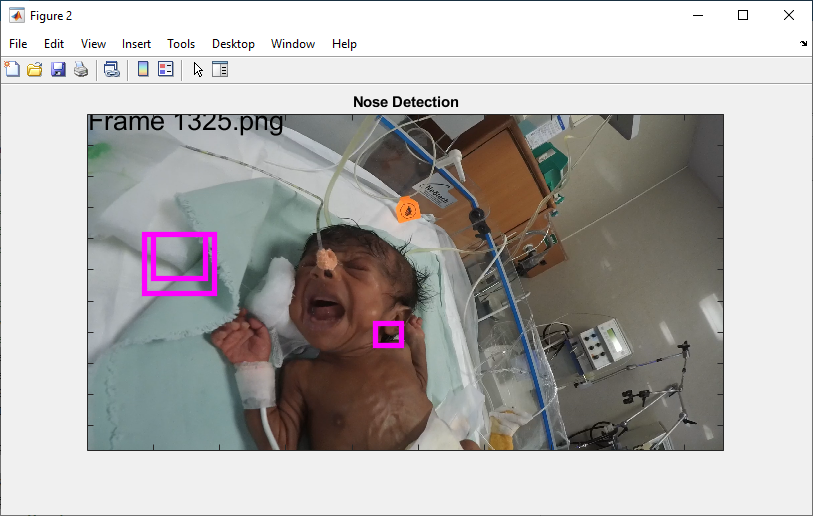 Figure 2
File Edit View Insert Tools Desktop Window Help
Nose Detection
Frame 1325.png